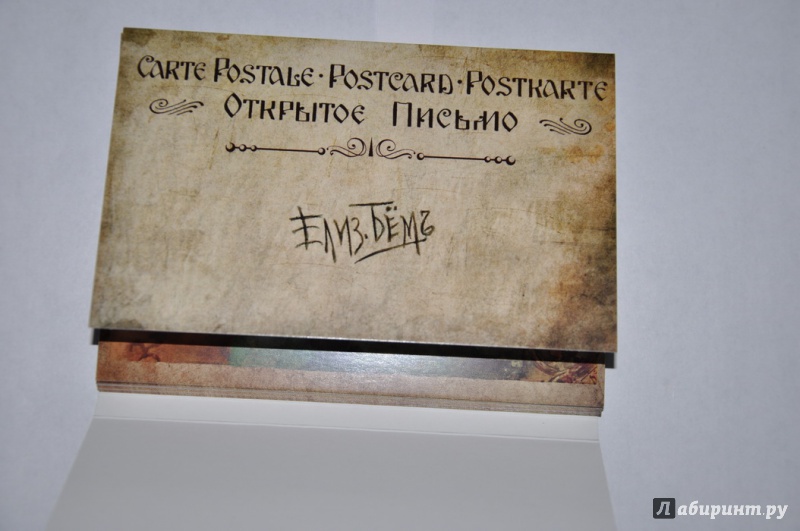 Carte Postale · Postcard · Postkarte
Открытое Письмо
Елиз. Бёмъ
Лабиринт.ру